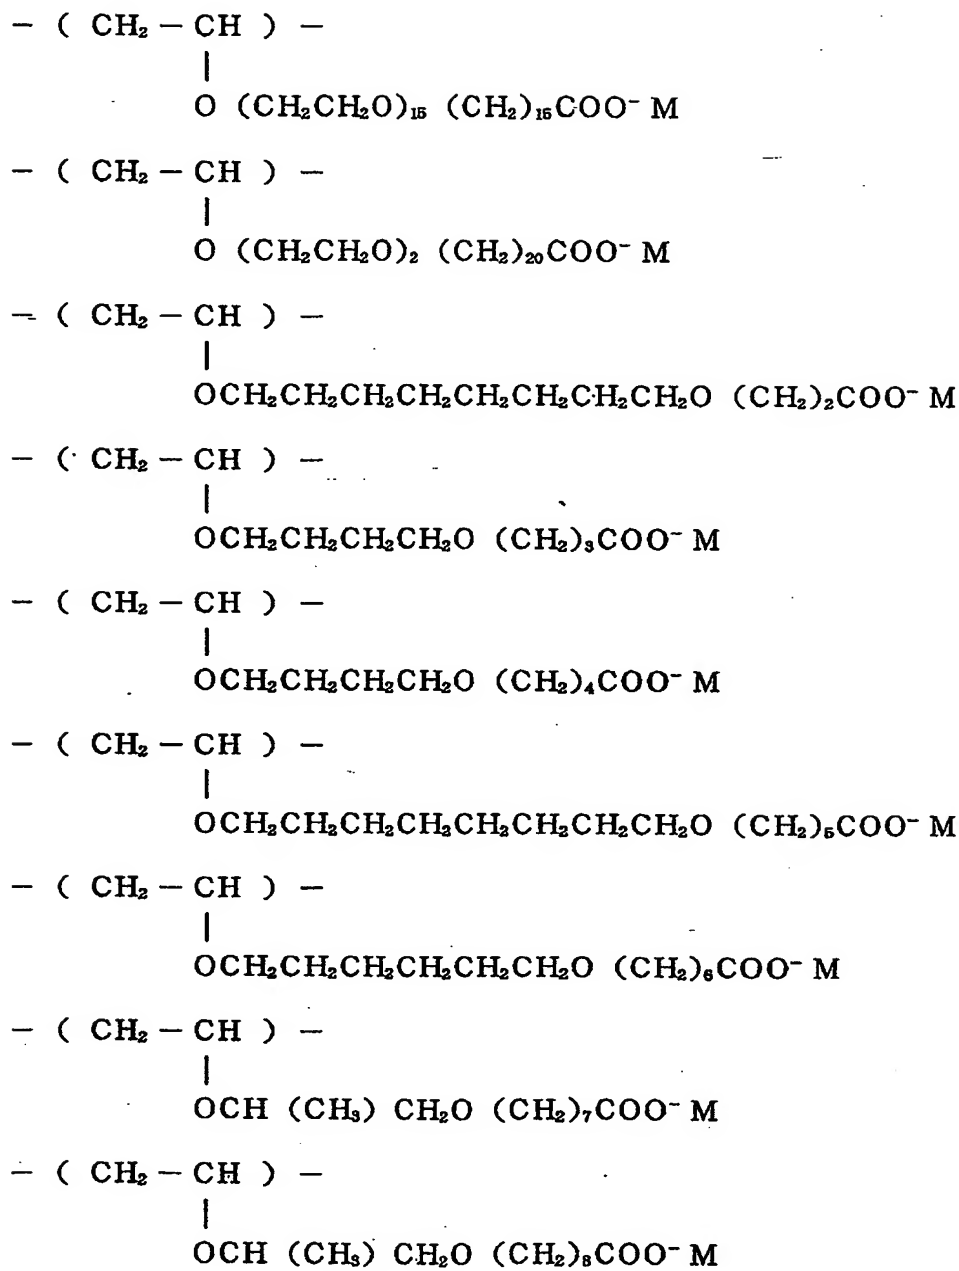 − ( CH₂ − CH ) −
|
O (CH₂CH₂O)₁₅ (CH₂)₁₅COO⁻ M
− ( CH₂ − CH ) −
|
O (CH₂CH₂O)₂ (CH₂)₂₀COO⁻ M
− ( CH₂ − CH ) −
|
OCH₂CH₂CH₂CH₂CH₂CH₂CH₂CH₂O (CH₂)₂COO⁻ M
− ( CH₂ − CH ) −
|
OCH₂CH₂CH₂CH₂O (CH₂)₃COO⁻ M
− ( CH₂ − CH ) −
|
OCH₂CH₂CH₂CH₂O (CH₂)₄COO⁻ M
− ( CH₂ − CH ) −
|
OCH₂CH₂CH₂CH₂CH₂CH₂CH₂CH₂O (CH₂)₅COO⁻ M
− ( CH₂ − CH ) −
|
OCH₂CH₂CH₂CH₂CH₂CH₂O (CH₂)₆COO⁻ M
− ( CH₂ − CH ) −
|
OCH (CH₃) CH₂O (CH₂)₇COO⁻ M
− ( CH₂ − CH ) −
|
OCH (CH₃) CH₂O (CH₂)₈COO⁻ M